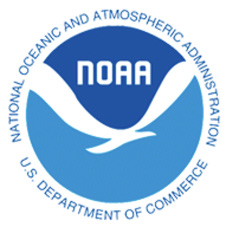 NATIONAL OCEANIC AND ATMOSPHERIC ADMINISTRATION
NOAA
U.S. DEPARTMENT OF COMMERCE